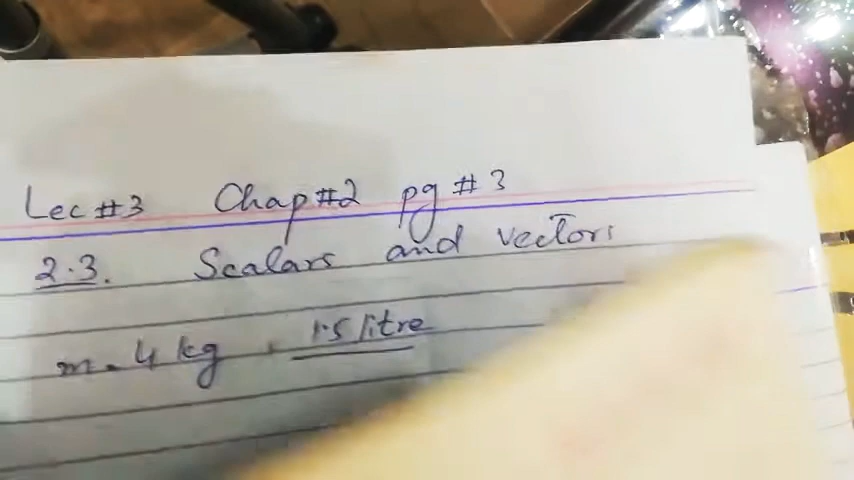 Lec #3 Chap #2 pg # 3
2.3. Scalars and vectors
m = 4 kg , 1.5 litre